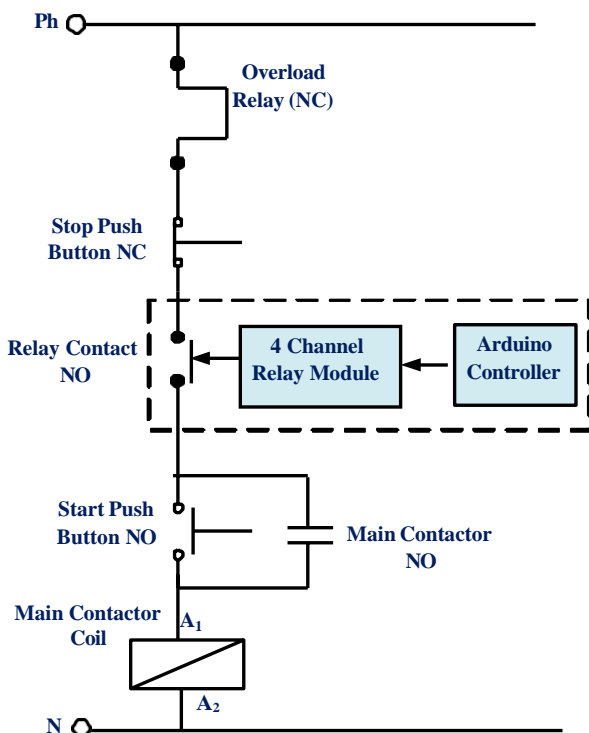 Ph
Overload
Relay (NC)
Stop Push
Button NC
Relay Contact
NO
4 Channel
Relay Module
Arduino
Controller
Start Push
Button NO
Main Contactor
NO
Main Contactor
Coil
A1
A2
N